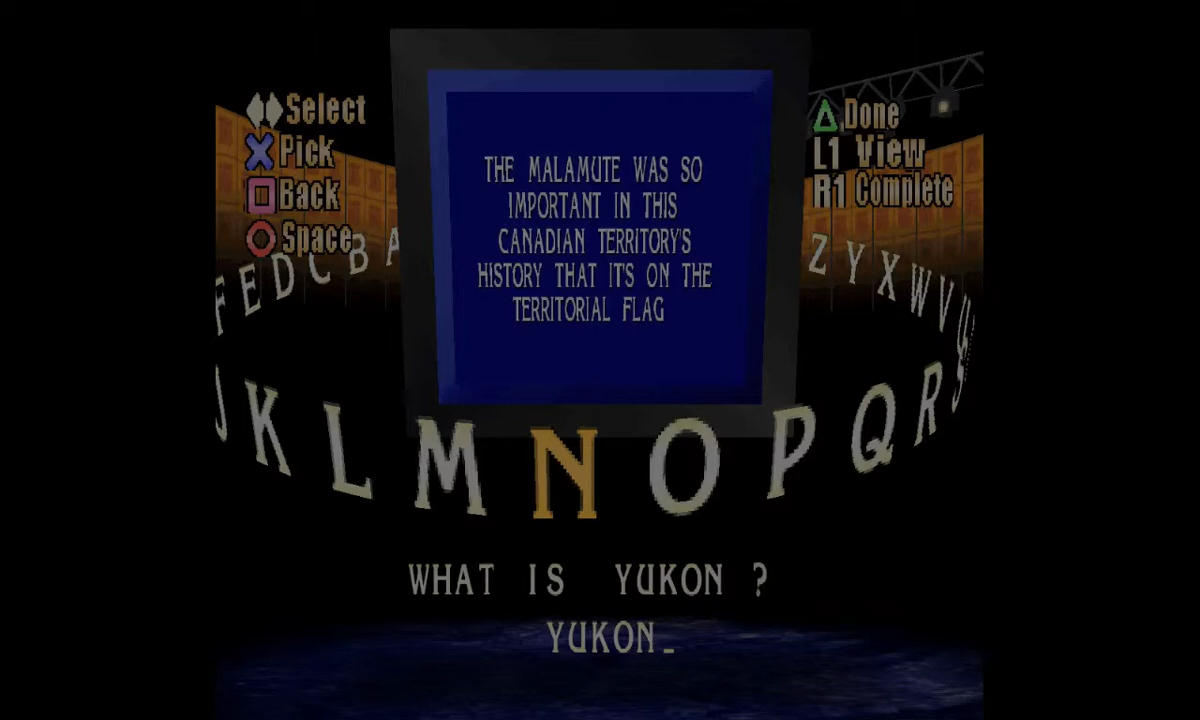 Select
Pick
Back
Space
Done
L1 View
R1 Complete
THE MALAMUTE WAS SO
IMPORTANT IN THIS
CANADIAN TERRITORY'S
HISTORY THAT IT'S ON THE
TERRITORIAL FLAG
F E D C B A
Z Y X W V U
J K L M N O P Q R S
WHAT IS YUKON ?
YUKON_